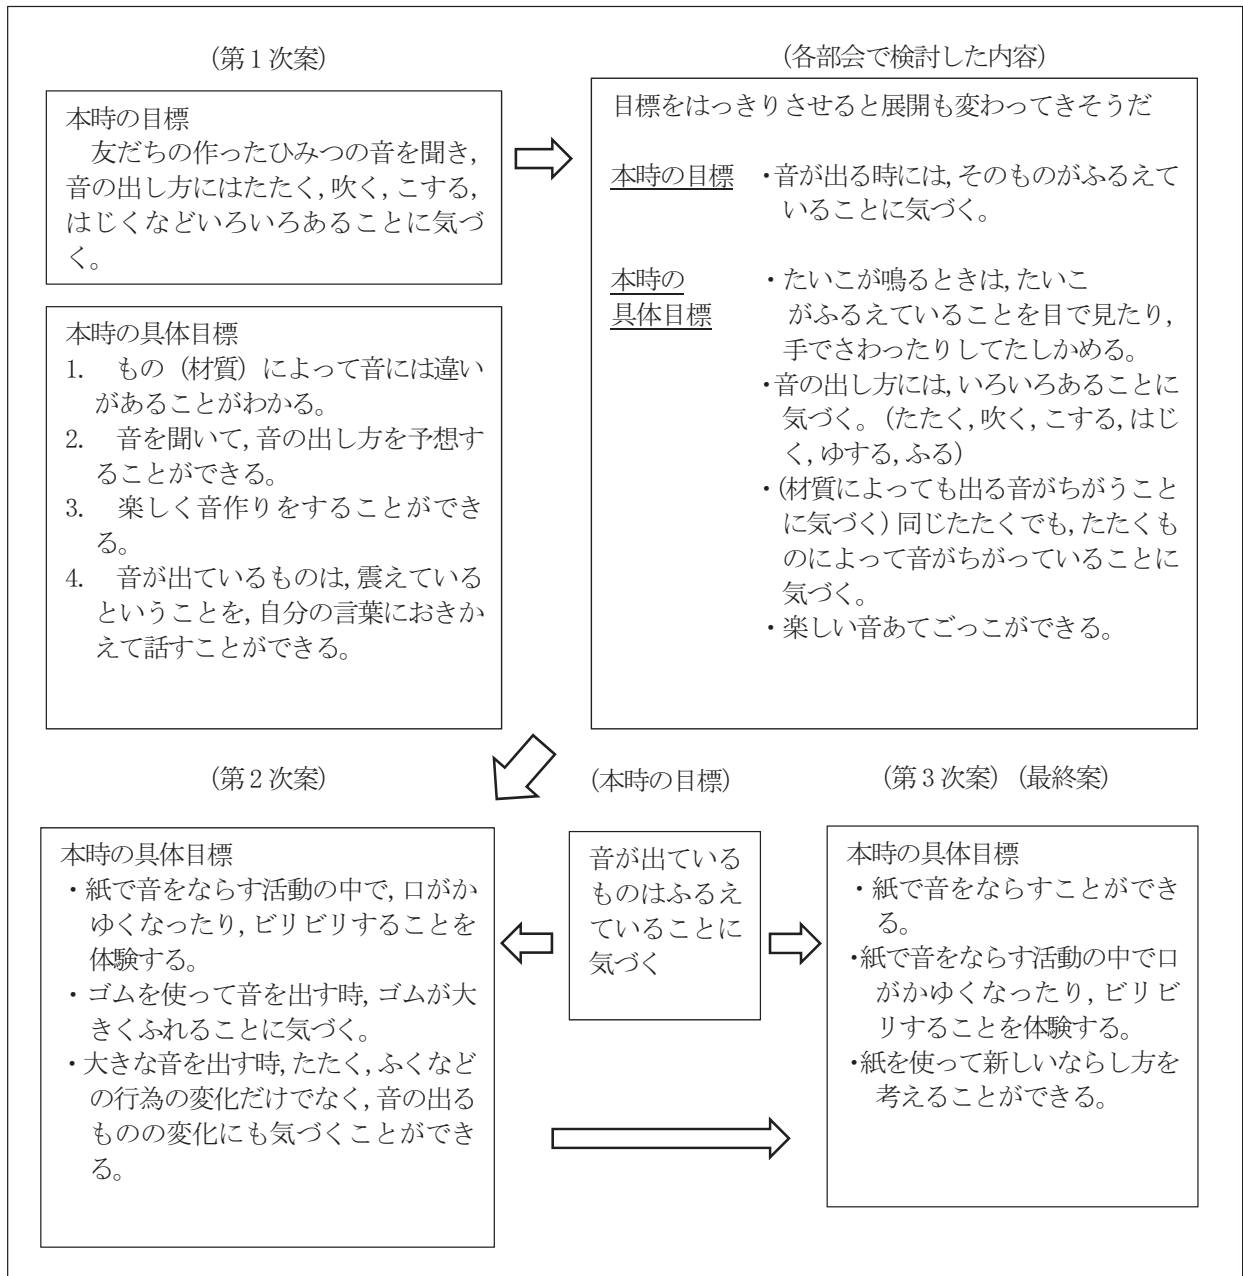 (第1次案)
本時の目標
友だちの作ったひみつの音を聞き,
音の出し方にはたたく,吹く,こする,
はじくなどいろいろあることに気づ
く。
本時の具体目標
1. もの（材質）によって音には違い
があることがわかる。
2. 音を聞いて,音の出し方を予想す
ることができる。
3. 楽しく音作りをすることができ
る。
4. 音が出ているものは,震えている
ということを,自分の言葉におきか
えて話すことができる。
(各部会で検討した内容)
目標をはっきりさせると展開も変わってきそうだ
本時の目標 ・音が出る時には,そのものがふるえて
いることに気づく。
本時の ・たいこが鳴るときは,たいこ
具体目標 がふるえていることを目で見たり,
手でさわったりしてたしかめる。
・音の出し方には,いろいろあることに
気づく。(たたく,吹く,こする,はじ
く,ゆする,ふる)
・(材質によっても出る音がちがうこと
に気づく)同じたたくでも,たたくも
のによって音がちがっていることに
気づく。
・楽しい音あてごっこができる。
(第2次案)
本時の具体目標
・紙で音をならす活動の中で,口がか
ゆくなったり,ビリビリすることを
体験する。
・ゴムを使って音を出す時,ゴムが大
きくふれることに気づく。
・大きな音を出す時,たたく,ふくなど
の行為の変化だけでなく,音の出る
ものの変化にも気づくことができ
る。
(本時の目標)
音が出ている
ものはふるえ
ていることに
気づく
(第3次案) (最終案)
本時の具体目標
・紙で音をならすことができ
る。
・紙で音をならす活動の中で口
がかゆくなったり,ビリビ
リすることを体験する。
・紙を使って新しいならし方を
考えることができる。